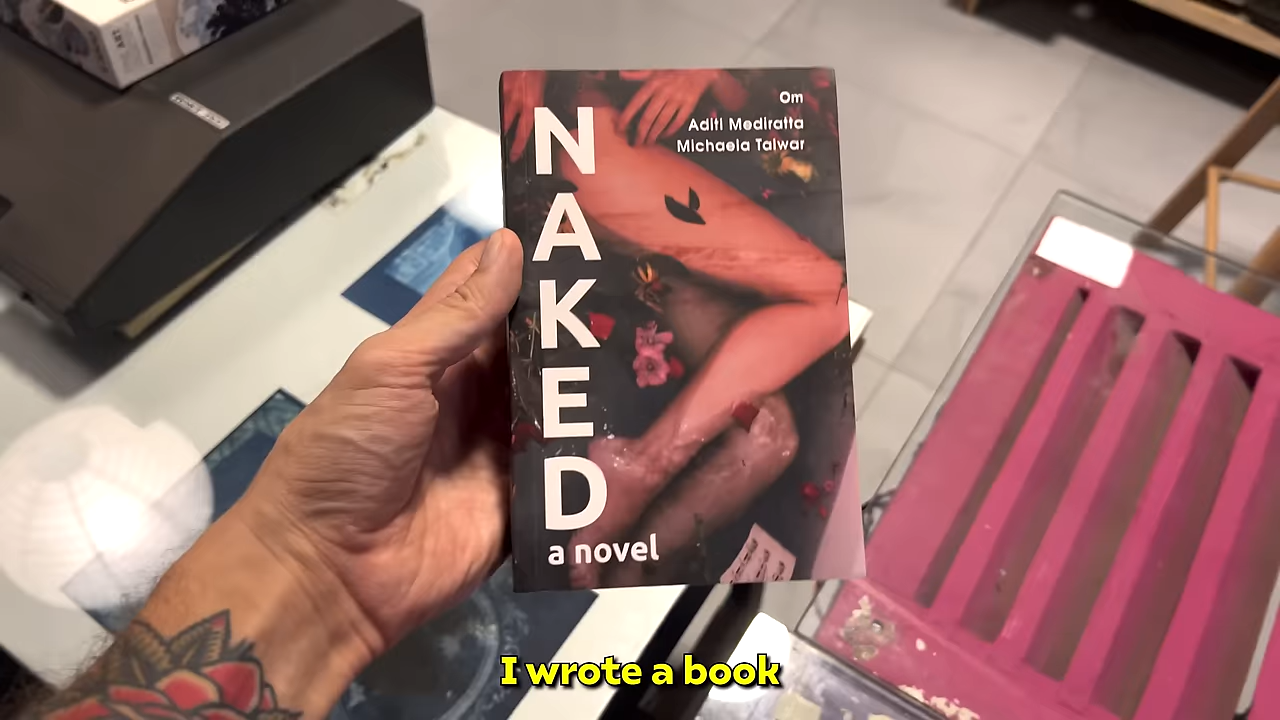 Om
Aditi Mediratta
Michaela Talwar
NAKED
a novel
I wrote a book